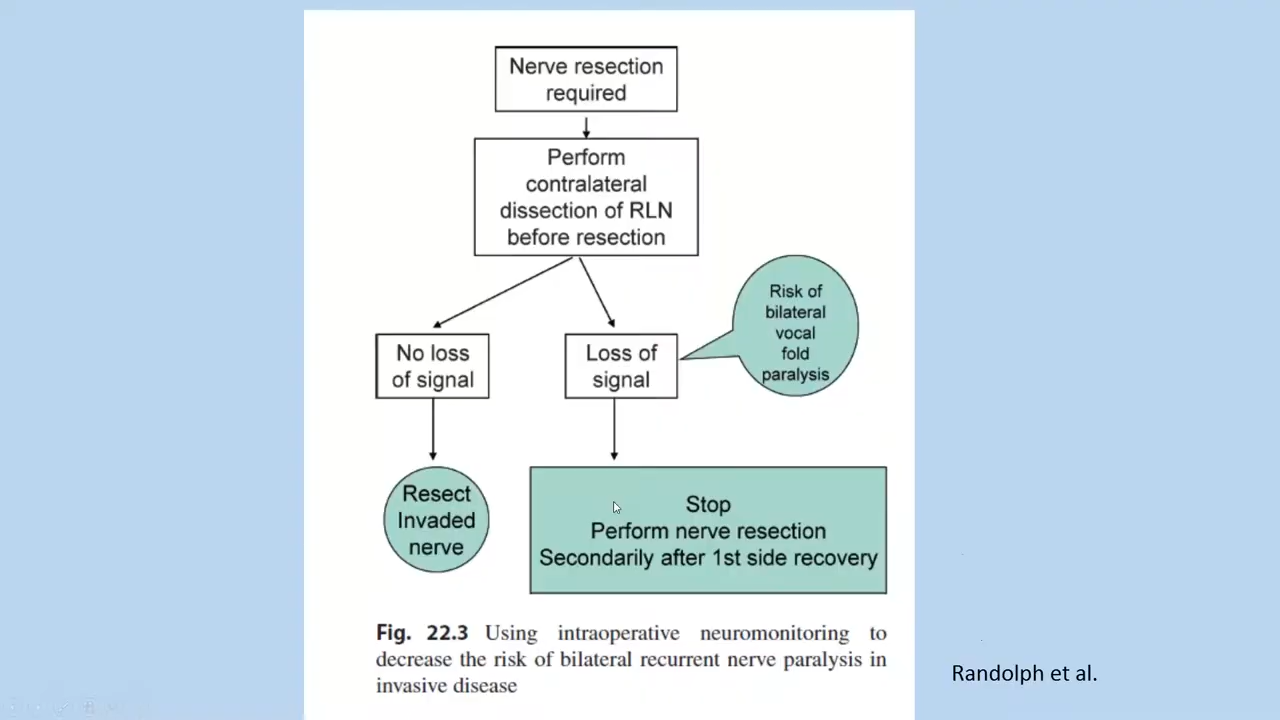 Nerve resection
required
Perform
contralateral
dissection of RLN
before resection
Risk of
bilateral
vocal
fold
paralysis
No loss
of signal
Loss of
signal
Resect
Invaded
nerve
Stop
Perform nerve resection
Secondarily after 1st side recovery
Fig. 22.3 Using intraoperative neuromonitoring to
decrease the risk of bilateral recurrent nerve paralysis in
invasive disease
Randolph et al.